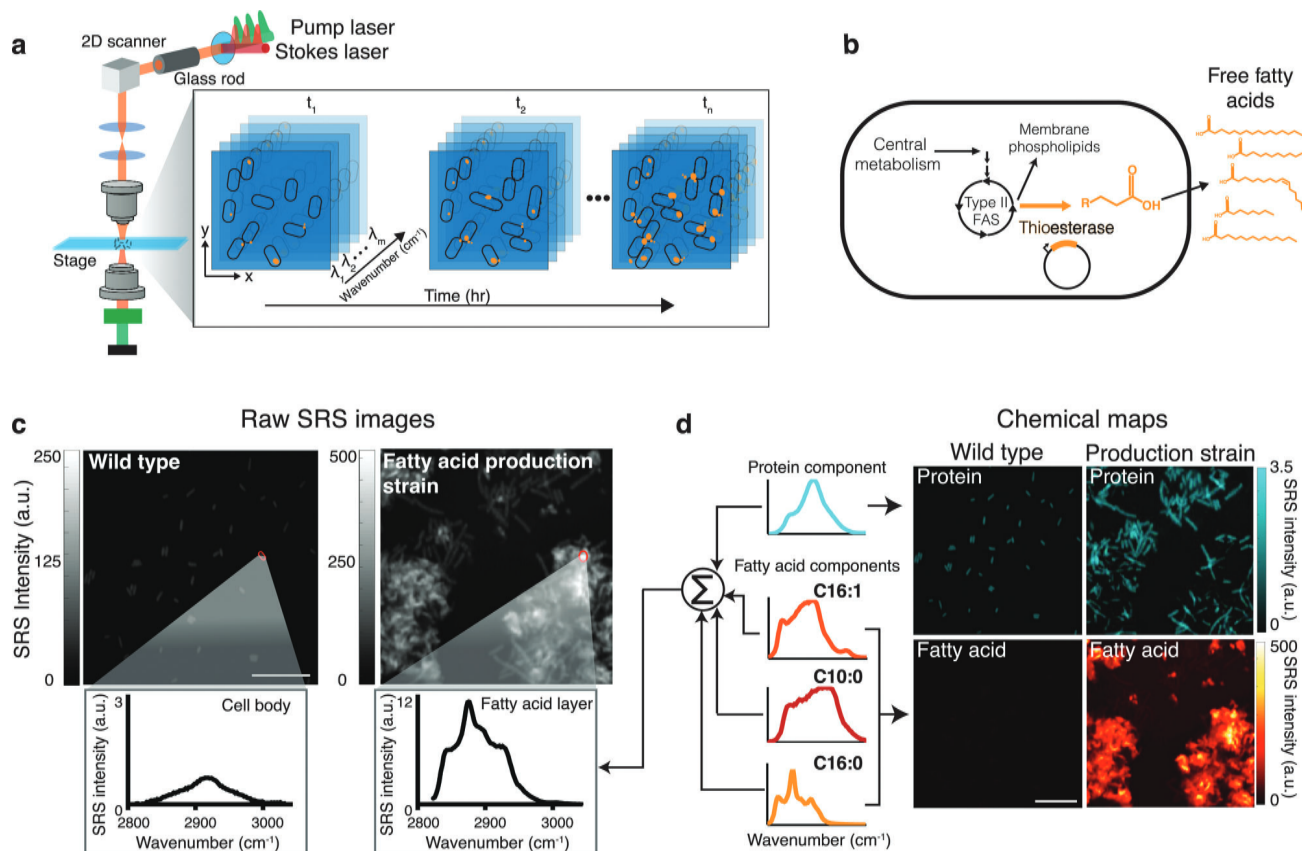 a
Pump laser
Stokes laser
2D scanner
Glass rod
Stage
t1
t2
tn
y
x
λ1 λ2 ••• λm
Wavenumber (cm-1)
•••
Time (hr)
b
Free fatty
acids
Central
metabolism
Membrane
phospholipids
Type II
FAS
Thioesterase
R
O
OH
O
HO
O
HO
O
HO
O
HO
O
HO
Raw SRS images
c
250
125
0
SRS Intensity (a.u.)
Wild type
500
250
0
Fatty acid production
strain
3
0
SRS intensity (a.u.)
Cell body
2800 2900 3000
Wavenumber (cm-1)
12
0
SRS intensity (a.u.)
Fatty acid layer
2800 2900 3000
Wavenumber (cm-1)
Chemical maps
d
Protein component
Σ
Fatty acid components
C16:1
C10:0
C16:0
Wavenumber (cm-1)
Wild type
Production strain
Protein
Protein
3.5
0
SRS intensity (a.u.)
Fatty acid
Fatty acid
500
0
SRS intensity (a.u.)